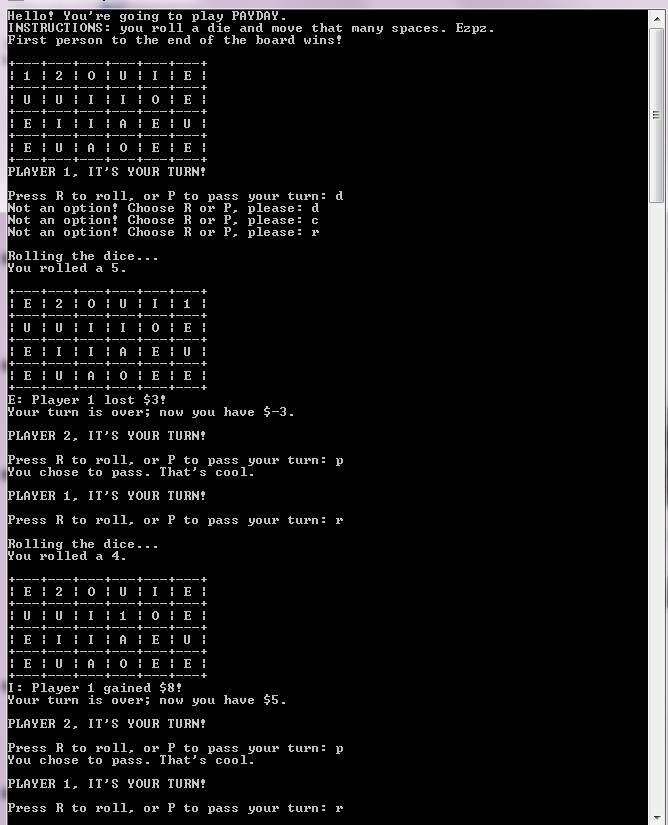 Hello! You're going to play PAYDAY.
INSTRUCTIONS: you roll a die and move that many spaces. Ezpz.
First person to the end of the board wins!
+---+---+---+---+---+---+
¦ 1 ¦ 2 ¦ O ¦ U ¦ I ¦ E ¦
+---+---+---+---+---+---+
¦ U ¦ U ¦ I ¦ I ¦ O ¦ E ¦
+---+---+---+---+---+---+
¦ E ¦ I ¦ I ¦ A ¦ E ¦ U ¦
+---+---+---+---+---+---+
¦ E ¦ U ¦ A ¦ O ¦ E ¦ E ¦
+---+---+---+---+---+---+
PLAYER 1, IT'S YOUR TURN!
Press R to roll, or P to pass your turn: d
Not an option! Choose R or P, please: d
Not an option! Choose R or P, please: c
Not an option! Choose R or P, please: r
Rolling the dice...
You rolled a 5.
+---+---+---+---+---+---+
¦ E ¦ 2 ¦ O ¦ U ¦ I ¦ 1 ¦
+---+---+---+---+---+---+
¦ U ¦ U ¦ I ¦ I ¦ O ¦ E ¦
+---+---+---+---+---+---+
¦ E ¦ I ¦ I ¦ A ¦ E ¦ U ¦
+---+---+---+---+---+---+
¦ E ¦ U ¦ A ¦ O ¦ E ¦ E ¦
+---+---+---+---+---+---+
E: Player 1 lost $3!
Your turn is over; now you have $-3.
PLAYER 2, IT'S YOUR TURN!
Press R to roll, or P to pass your turn: p
You chose to pass. That's cool.
PLAYER 1, IT'S YOUR TURN!
Press R to roll, or P to pass your turn: r
Rolling the dice...
You rolled a 4.
+---+---+---+---+---+---+
¦ E ¦ 2 ¦ O ¦ U ¦ I ¦ E ¦
+---+---+---+---+---+---+
¦ U ¦ U ¦ I ¦ 1 ¦ O ¦ E ¦
+---+---+---+---+---+---+
¦ E ¦ I ¦ I ¦ A ¦ E ¦ U ¦
+---+---+---+---+---+---+
¦ E ¦ U ¦ A ¦ O ¦ E ¦ E ¦
+---+---+---+---+---+---+
I: Player 1 gained $8!
Your turn is over; now you have $5.
PLAYER 2, IT'S YOUR TURN!
Press R to roll, or P to pass your turn: p
You chose to pass. That's cool.
PLAYER 1, IT'S YOUR TURN!
Press R to roll, or P to pass your turn: r